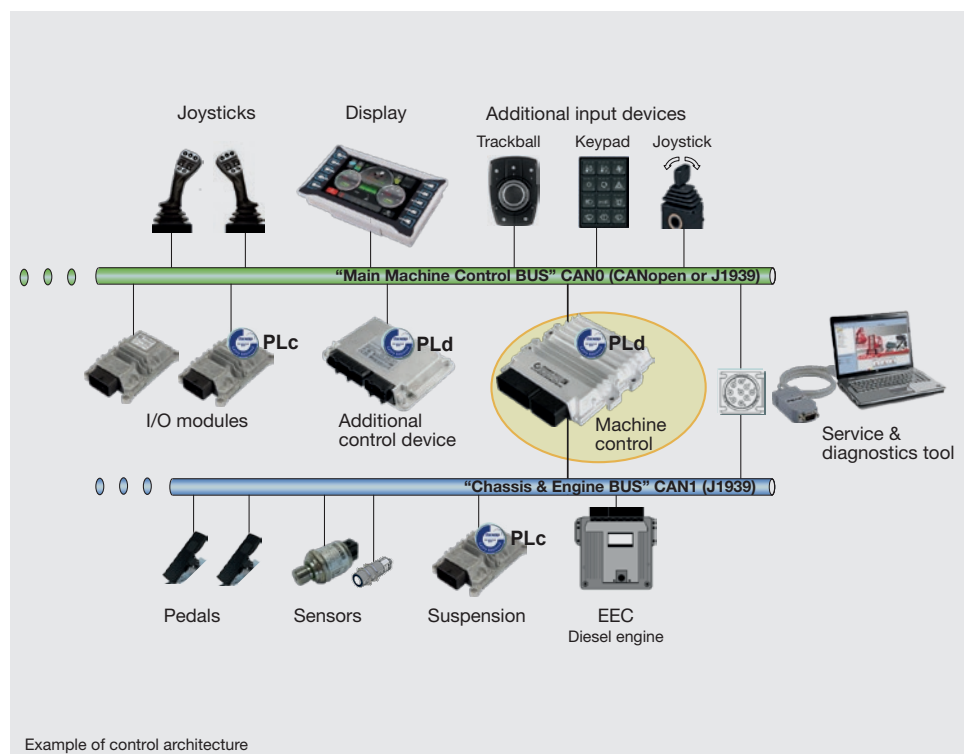 Joysticks
Display
Additional input devices
Trackball
Keypad
Joystick
“Main Machine Control BUS” CAN0 (CANopen or J1939)
PLc
PLd
PLd
I/O modules
Additional
control device
Machine
control
Service &
diagnostics tool
“Chassis & Engine BUS” CAN1 (J1939)
PLc
Pedals
Sensors
Suspension
EEC
Diesel engine
Example of control architecture